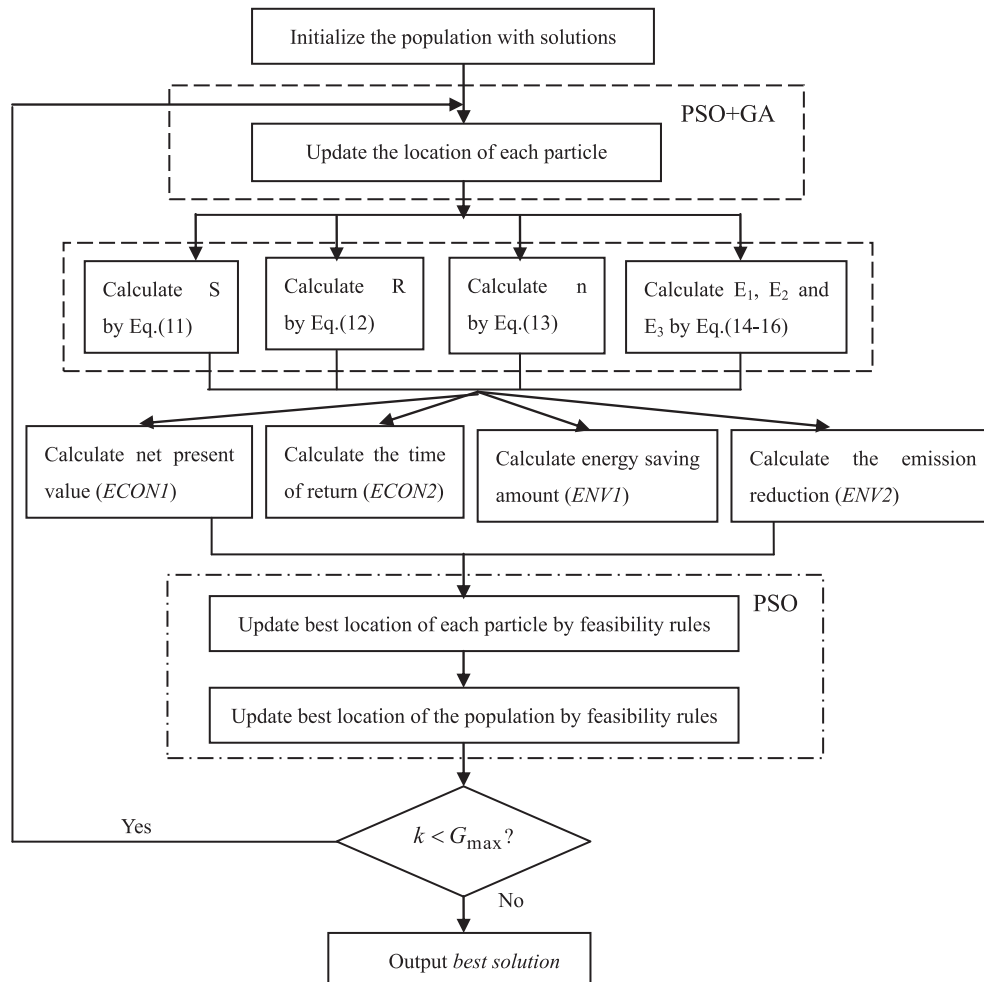 Initialize the population with solutions
PSO+GA
Update the location of each particle
Calculate S
by Eq.(11)
Calculate R
by Eq.(12)
Calculate n
by Eq.(13)
Calculate E₁, E₂ and
E₃ by Eq.(14-16)
Calculate net present
value (ECON1)
Calculate the time
of return (ECON2)
Calculate energy saving
amount (ENV1)
Calculate the emission
reduction (ENV2)
PSO
Update best location of each particle by feasibility rules
Update best location of the population by feasibility rules
Yes
k < Gmax?
No
Output best solution